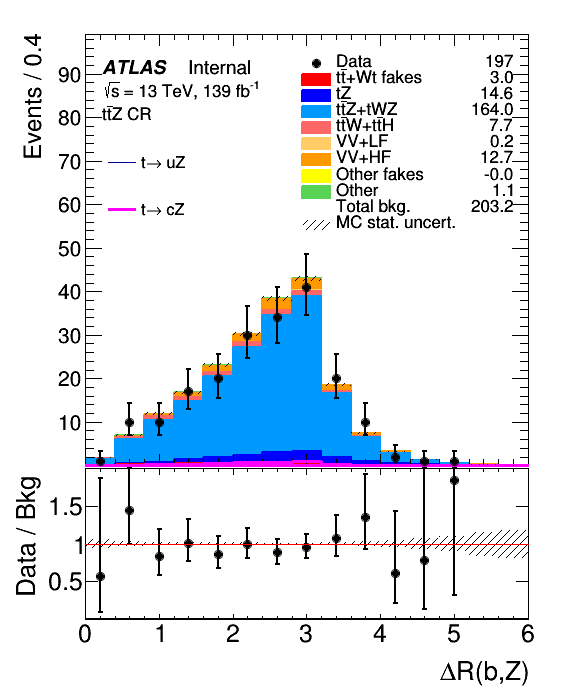 Events / 0.4
ATLAS Internal
√s = 13 TeV, 139 fb⁻¹
tt̄Z CR
t→ uZ
t→ cZ
Data 197
tt̄+Wt fakes 3.0
tZ 14.6
tt̄Z+tWZ 164.0
tt̄W+tt̄H 7.7
VV+LF 0.2
VV+HF 12.7
Other fakes -0.0
Other 1.1
Total bkg. 203.2
MC stat. uncert.
90
80
70
60
50
40
30
20
10
Data / Bkg
1.5
1
0.5
0 1 2 3 4 5 6
ΔR(b,Z)